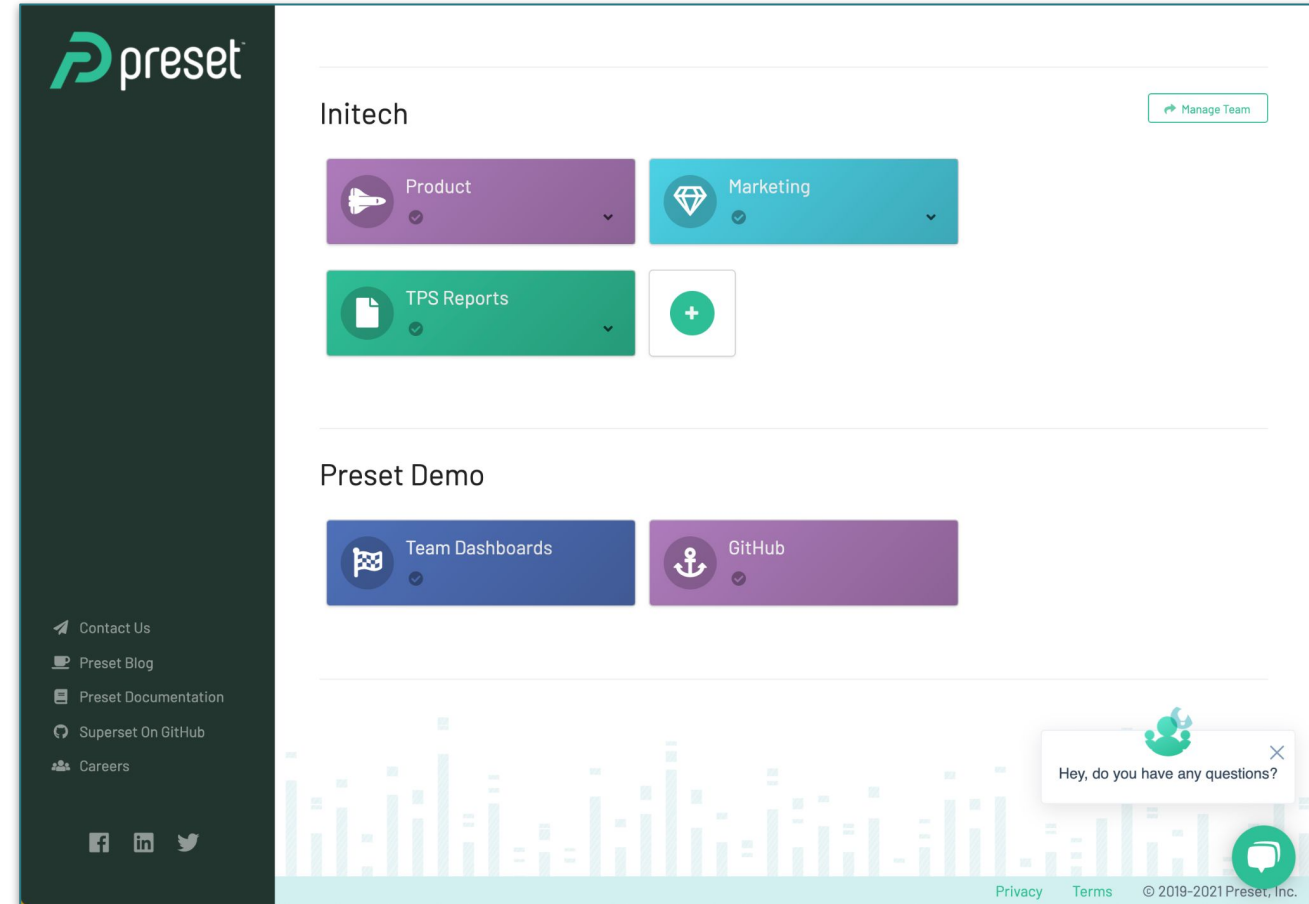 preset
Initech
Manage Team
Product
Marketing
TPS Reports
Preset Demo
Team Dashboards
GitHub
Contact Us
Preset Blog
Preset Documentation
Superset On GitHub
Careers
Hey, do you have any questions?
Privacy Terms © 2019-2021 Preset, Inc.